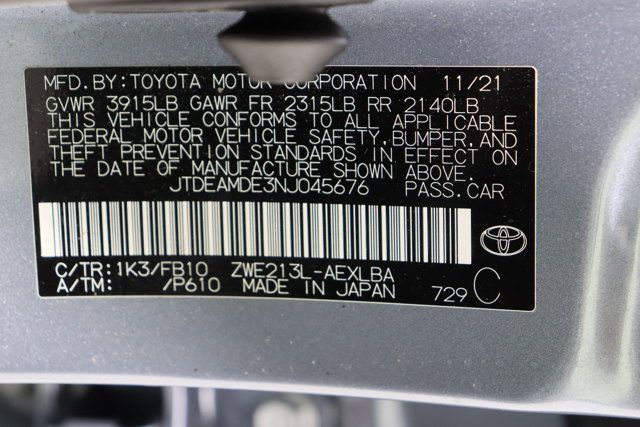 MFD. BY: TOYOTA MOTOR CORPORATION 11/21
GVWR 3915LB GAWR FR 2315LB RR 2140LB
THIS VEHICLE CONFORMS TO ALL APPLICABLE
FEDERAL MOTOR VEHICLE SAFETY, BUMPER, AND
THEFT PREVENTION STANDARDS IN EFFECT ON
THE DATE OF MANUFACTURE SHOWN ABOVE.
JTDEAMDE3NJ045676 PASS. CAR
C/TR: 1K3/FB10 ZWE213L-AEXLBA
A/TM: /P610 MADE IN JAPAN 729 C